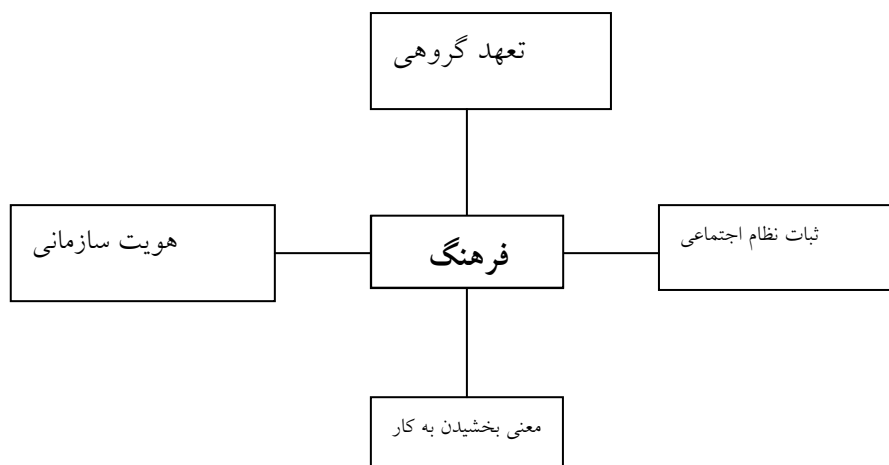 تعهد گروهی
هویت سازمانی
فرهنگ
ثبات نظام اجتماعی
معنی بخشیدن به کار